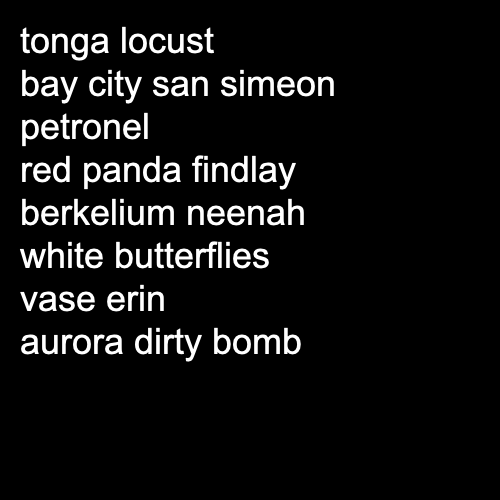 tonga locust
bay city san simeon
petronel
red panda findlay
berkelium neenah
white butterflies
vase erin
aurora dirty bomb